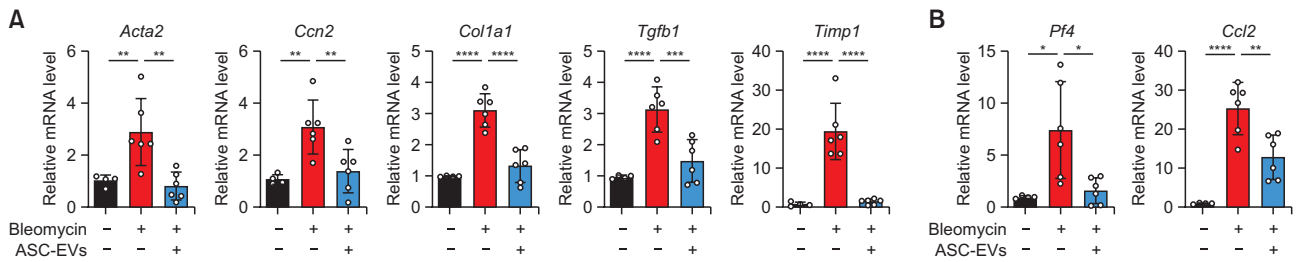 A
B
Acta2
Ccn2
Col1a1
Tgfb1
Timp1
Pf4
Ccl2
** **
** **
**** ****
**** ***
**** ****
* *
**** **
Relative mRNA level
6
4
2
0
Relative mRNA level
6
4
2
0
Relative mRNA level
5
4
3
2
1
0
Relative mRNA level
5
4
3
2
1
0
Relative mRNA level
40
30
20
10
0
Relative mRNA level
15
10
5
0
Relative mRNA level
40
30
20
10
0
Bleomycin − + + − + + − + + − + + − + +
ASC-EVs − − + − − + − − + − − + − − +
Bleomycin − + + − + +
ASC-EVs − − + − − +